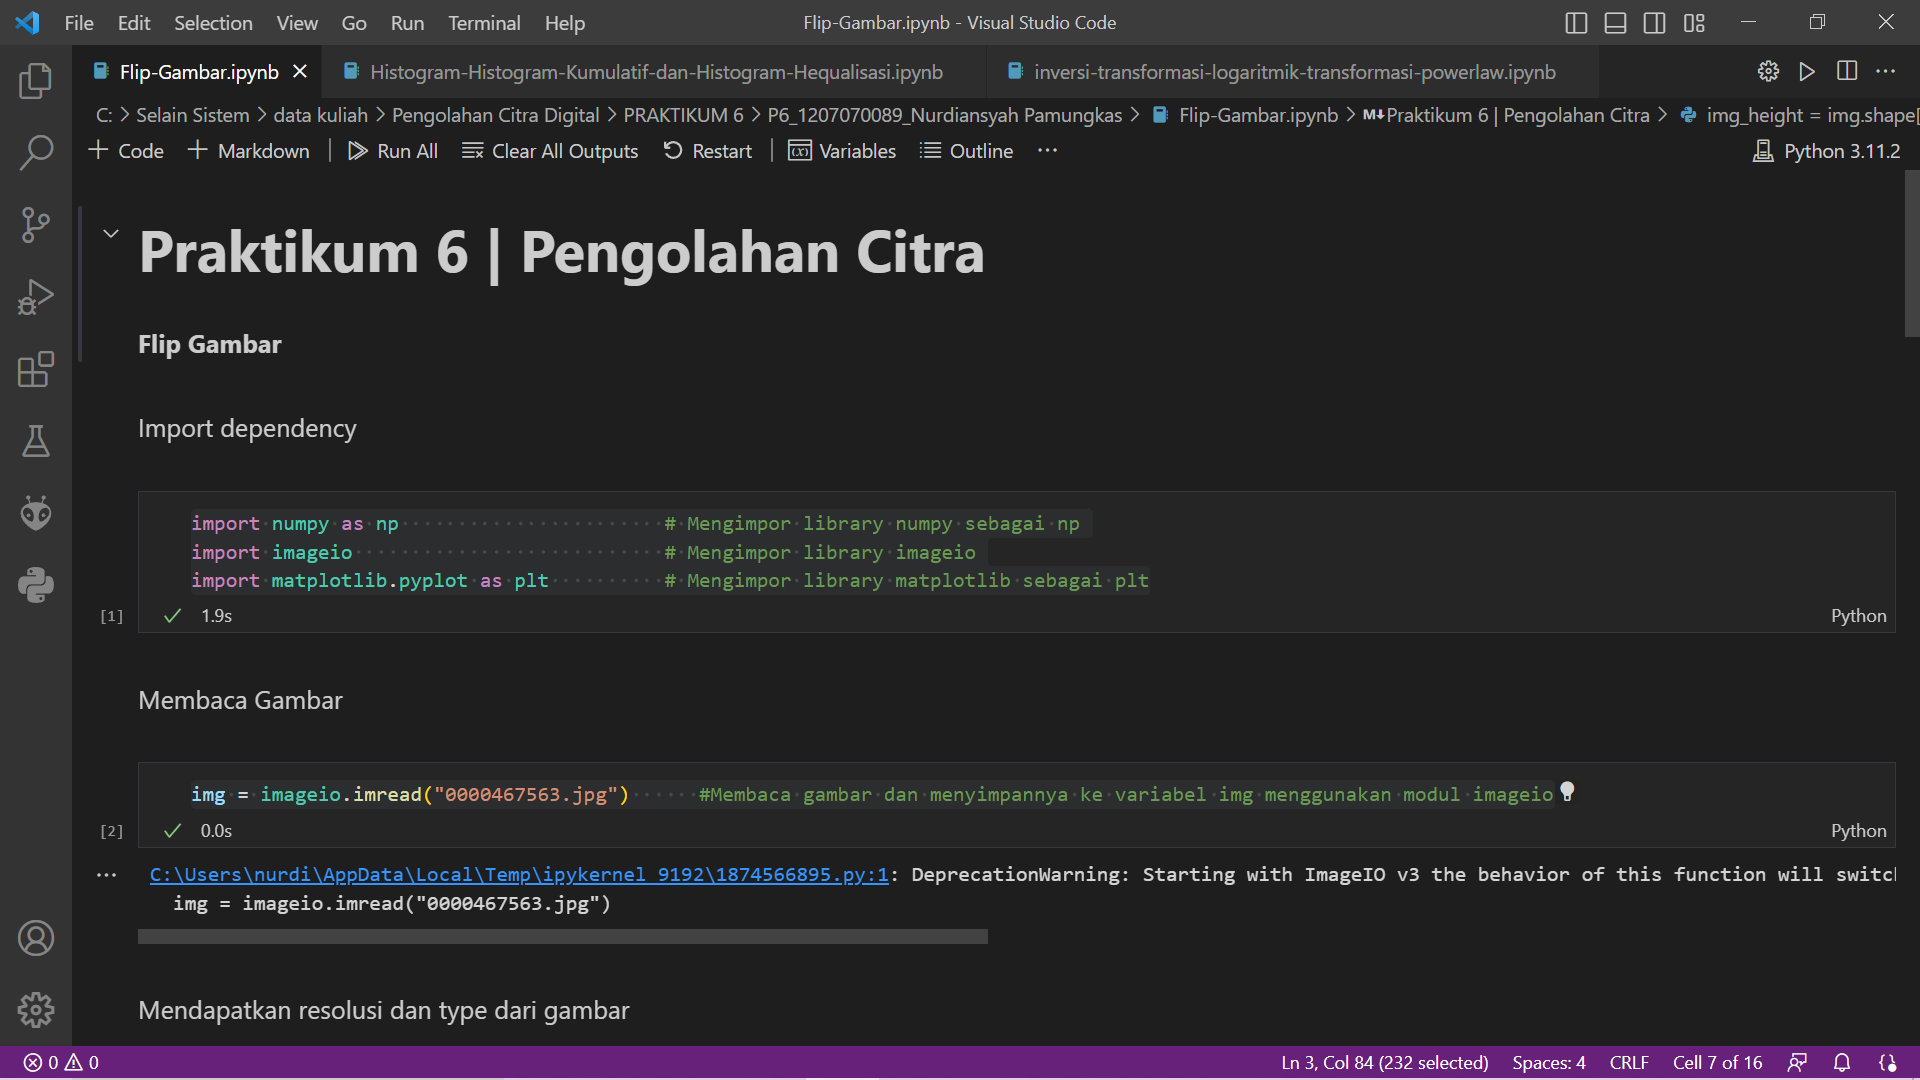 File Edit Selection View Go Run Terminal Help Flip-Gambar.ipynb - Visual Studio Code
Flip-Gambar.ipynb Histogram-Histogram-Kumulatif-dan-Histogram-Hequalisasi.ipynb inversi-transformasi-logaritmik-transformasi-powerlaw.ipynb
C: > Selain Sistem > data kuliah > Pengolahan Citra Digital > PRAKTIKUM 6 > P6_1207070089_Nurdiansyah Pamungkas > Flip-Gambar.ipynb > M↓Praktikum 6 | Pengolahan Citra > img_height = img.shape[
+ Code + Markdown | Run All Clear All Outputs Restart | Variables Outline ··· Python 3.11.2
Praktikum 6 | Pengolahan Citra
Flip Gambar
Import dependency
import numpy as np # Mengimpor library numpy sebagai np
import imageio # Mengimpor library imageio
import matplotlib.pyplot as plt # Mengimpor library matplotlib sebagai plt
[1] 1.9s Python
Membaca Gambar
img = imageio.imread("0000467563.jpg") #Membaca gambar dan menyimpannya ke variabel img menggunakan modul imageio
[2] 0.0s Python
C:\Users\nurdi\AppData\Local\Temp\ipykernel_9192\1874566895.py:1: DeprecationWarning: Starting with ImageIO v3 the behavior of this function will switch
img = imageio.imread("0000467563.jpg")
Mendapatkan resolusi dan type dari gambar
0 0 Ln 3, Col 84 (232 selected) Spaces: 4 CRLF Cell 7 of 16